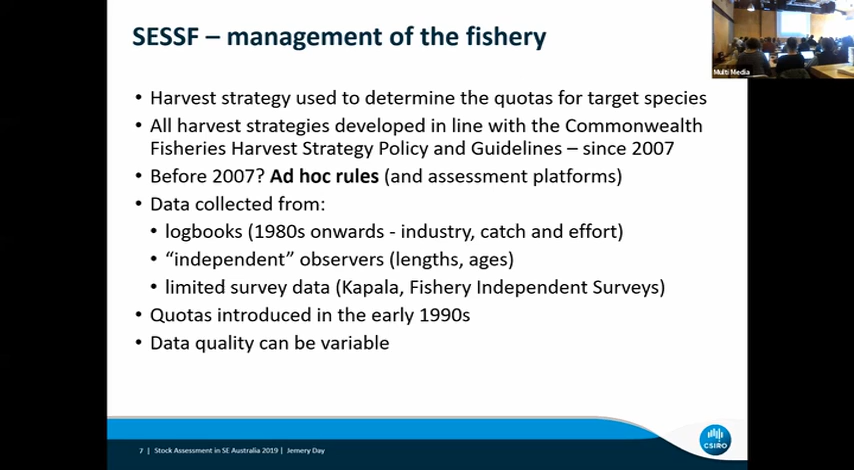 SESSF – management of the fishery
Multi Media
• Harvest strategy used to determine the quotas for target species
• All harvest strategies developed in line with the Commonwealth
Fisheries Harvest Strategy Policy and Guidelines – since 2007
• Before 2007? Ad hoc rules (and assessment platforms)
• Data collected from:
• logbooks (1980s onwards - industry, catch and effort)
• “independent” observers (lengths, ages)
• limited survey data (Kapala, Fishery Independent Surveys)
• Quotas introduced in the early 1990s
• Data quality can be variable
7 | Stock Assessment in SE Australia 2019 | Jemery Day
CSIRO